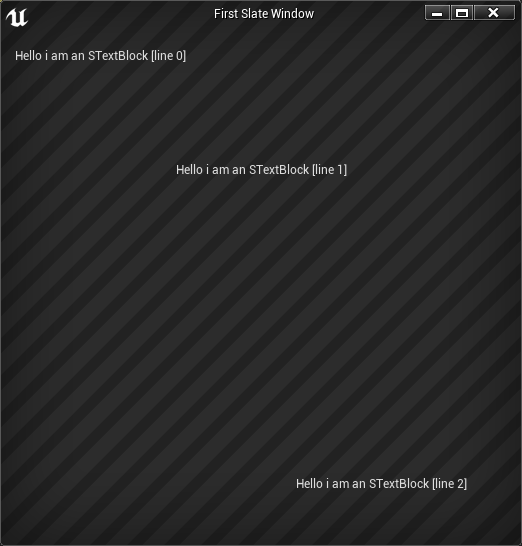 First Slate Window
Hello i am an STextBlock [line 0]
Hello i am an STextBlock [line 1]
Hello i am an STextBlock [line 2]